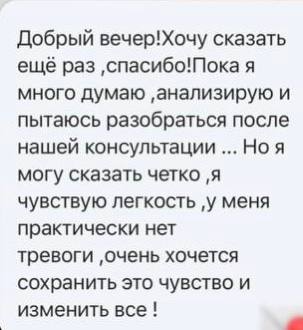 Добрый вечер!Хочу сказать
ещё раз ,спасибо!Пока я
много думаю ,анализирую и
пытаюсь разобраться после
нашей консультации ... Но я
могу сказать четко ,я
чувствую легкость ,у меня
практически нет
тревоги ,очень хочется
сохранить это чувство и
изменить все !